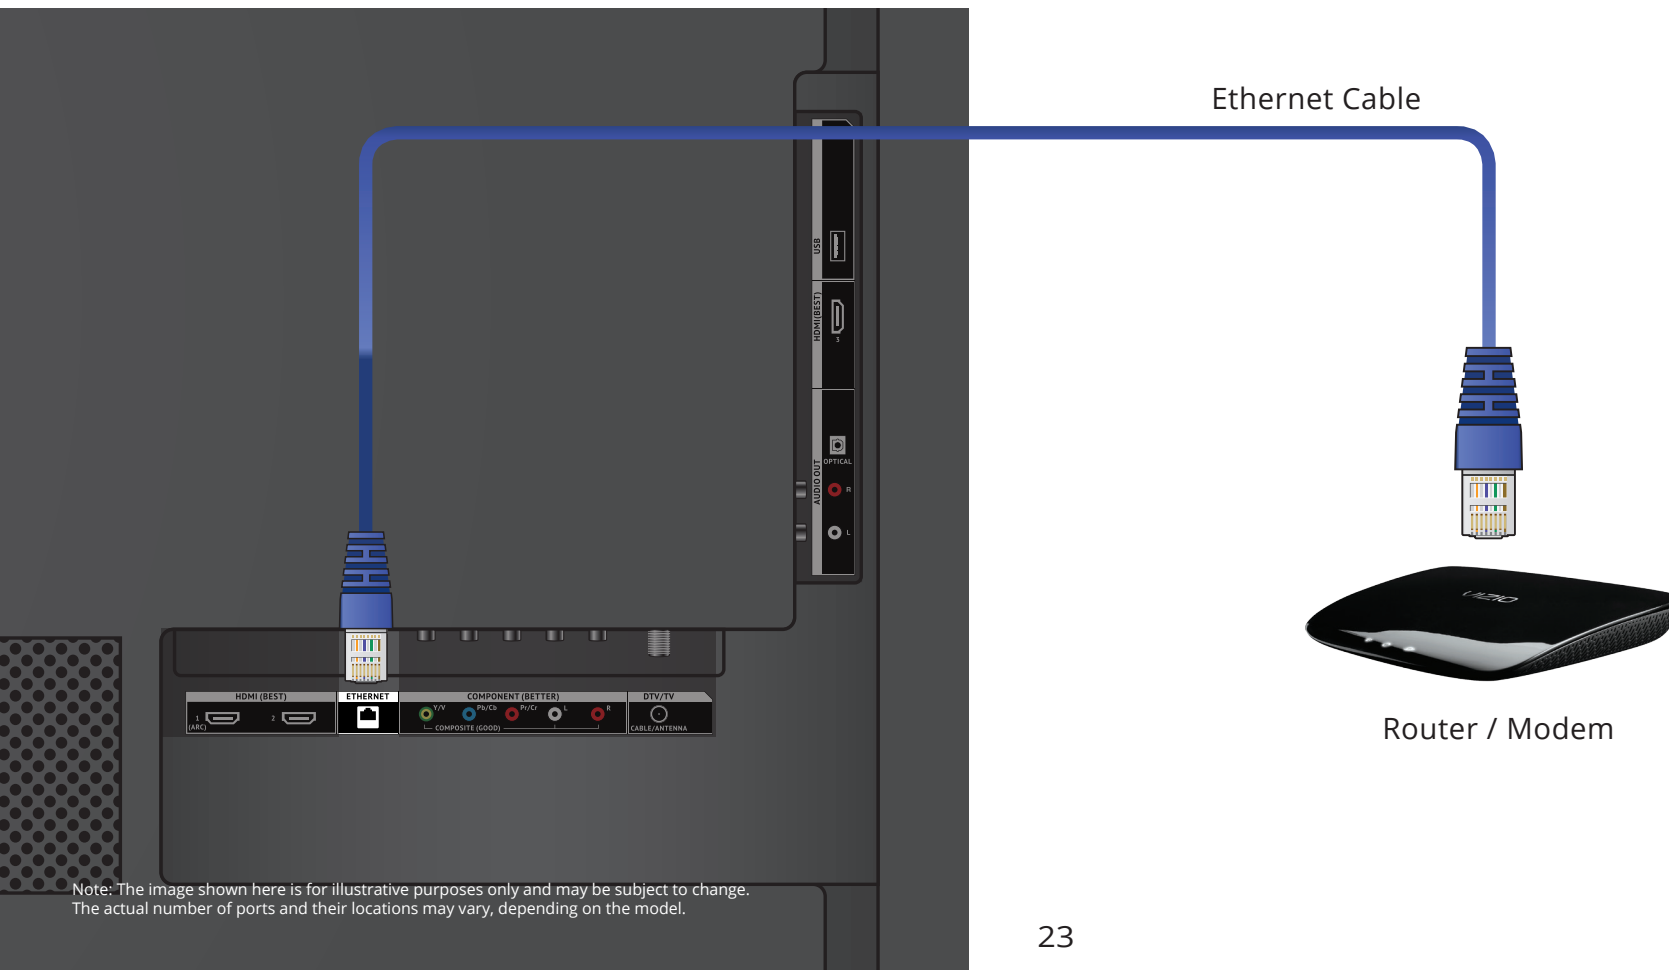 Ethernet Cable
USB
HDMI(BEST)
3
AUDIO OUT
OPTICAL
R
L
VIZIO
Router / Modem
HDMI (BEST)
1
(ARC)
2
ETHERNET
COMPONENT (BETTER)
Y/V
Pb/Cb
Pr/Cr
L
R
COMPOSITE (GOOD)
DTV/TV
CABLE/ANTENNA
Note: The image shown here is for illustrative purposes only and may be subject to change.
The actual number of ports and their locations may vary, depending on the model.
23